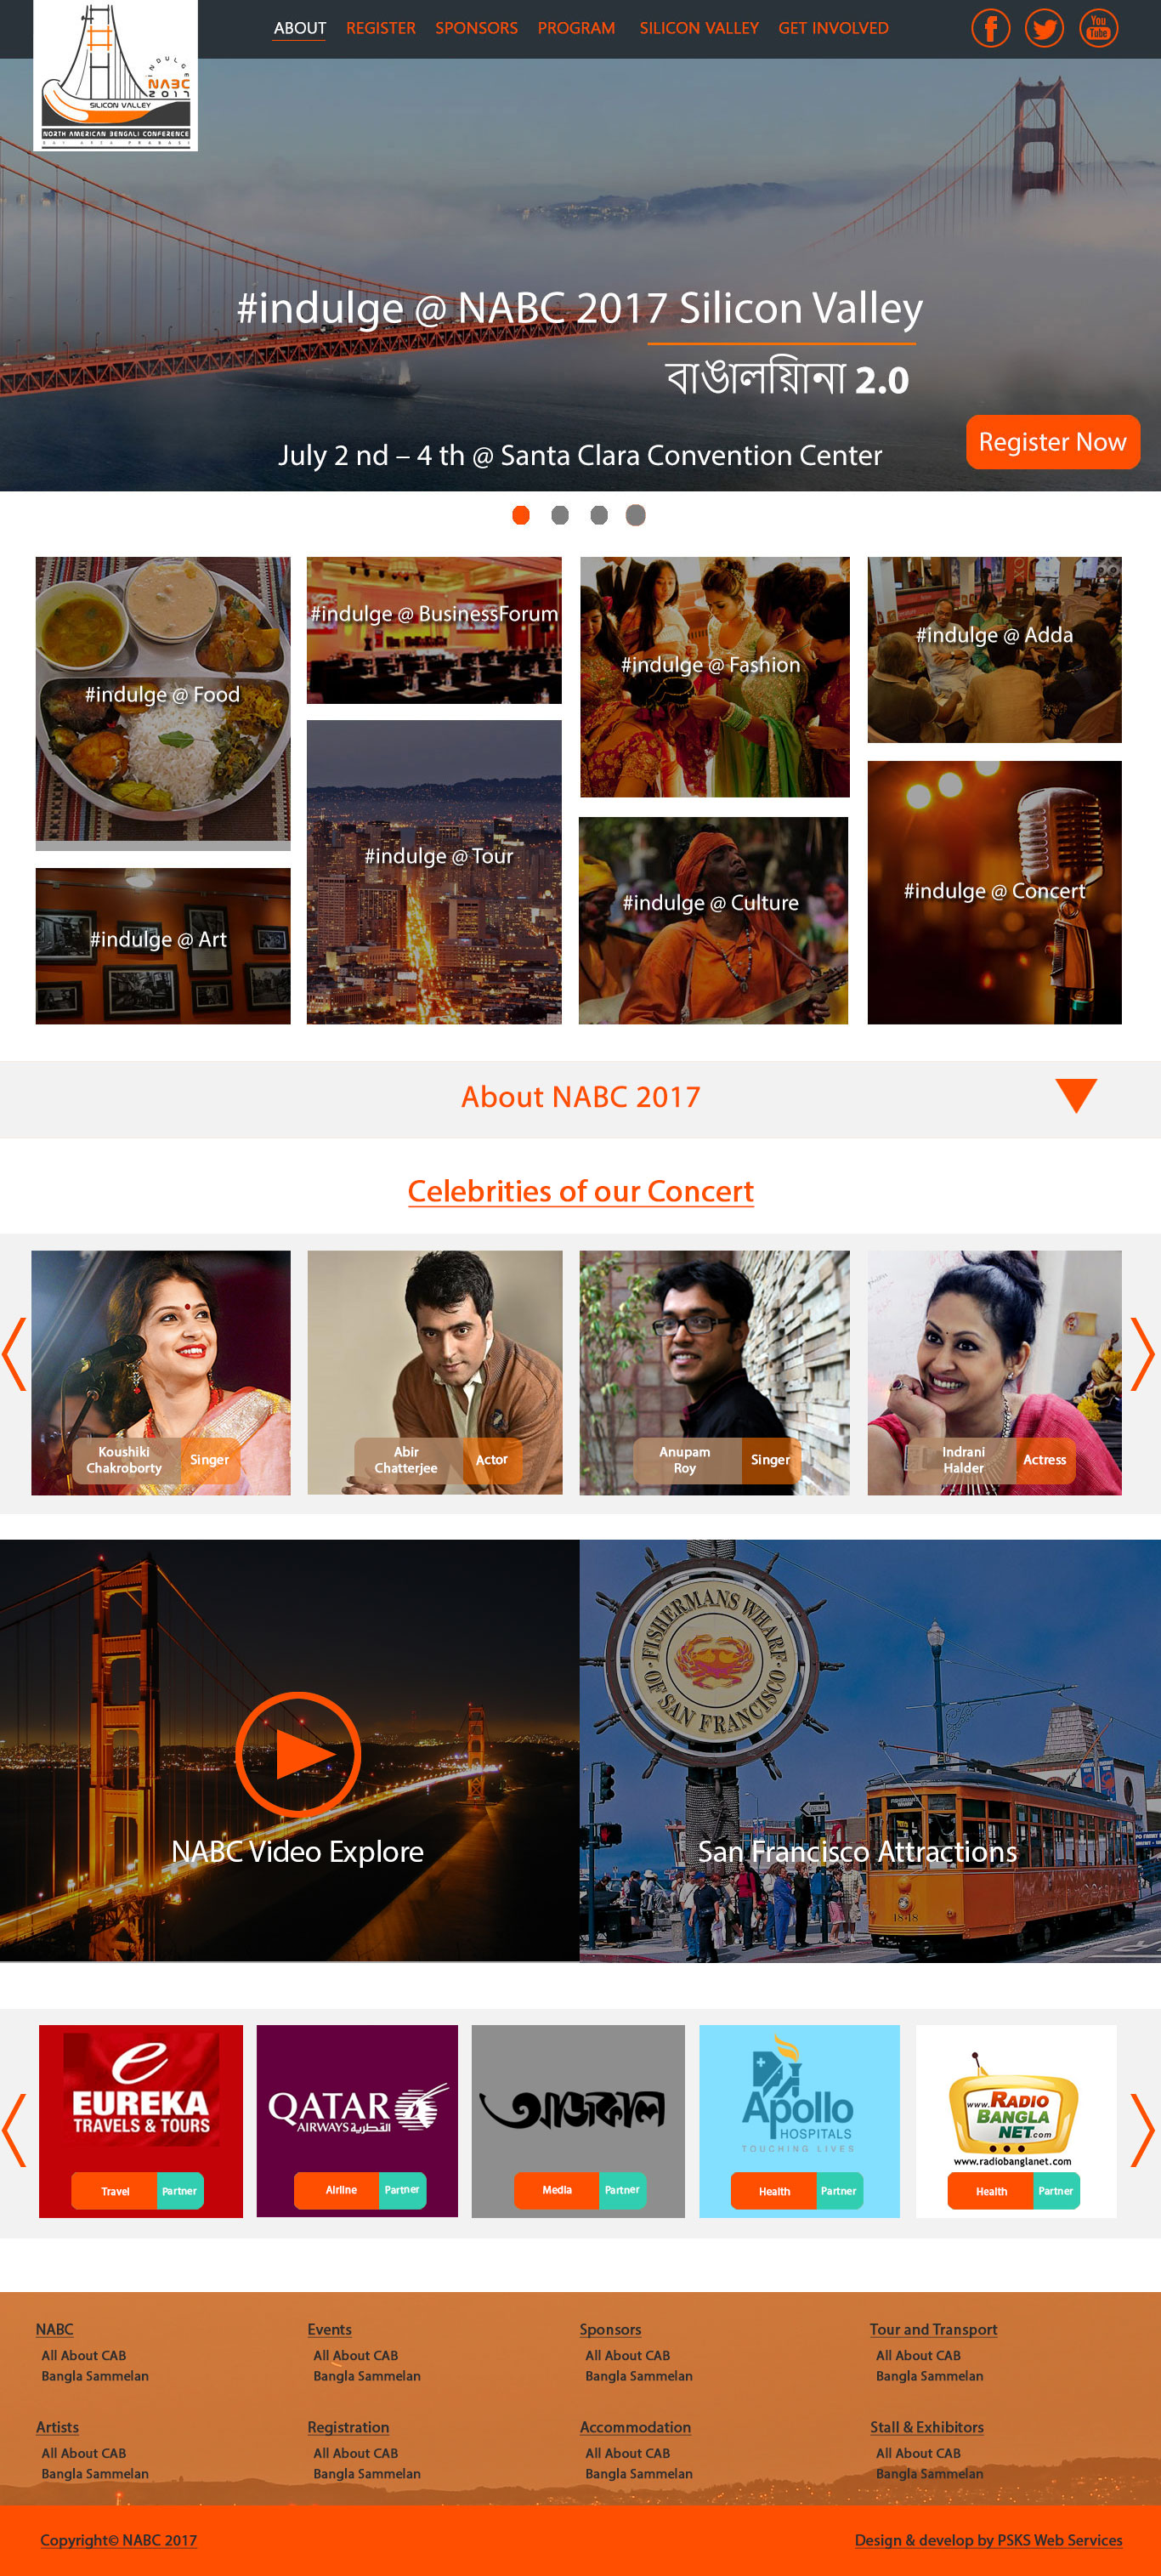 ABOUT REGISTER SPONSORS PROGRAM SILICON VALLEY GET INVOLVED
You
Tube
INDULGE
NABC
2017
SILICON VALLEY
NORTH AMERICAN BENGALI CONFERENCE
BAY AREA PRABASI
#indulge @ NABC 2017 Silicon Valley
বাঙালিয়ানা 2.0
July 2 nd – 4 th @ Santa Clara Convention Center
Register Now
#indulge @ Food
#indulge @ BusinessForum
#indulge @ Fashion
#indulge @ Adda
#indulge @ Tour
#indulge @ Culture
#indulge @ Concert
#indulge @ Art
About NABC 2017
Celebrities of our Concert
Koushiki
Chakroborty
Singer
Abir
Chatterjee
Actor
Anupam
Roy
Singer
Indrani
Halder
Actress
FISHERMANS WHARF
OF SAN FRANCISCO
ONE WAY
1848
NABC Video Explore
San Francisco Attractions
e
EUREKA
TRAVELS & TOURS
Travel Partner
QATAR
AIRWAYS القطرية
Airline Partner
আজকাল
Media Partner
Apollo
HOSPITALS
TOUCHING LIVES
Health Partner
www.RADIO
BANGLA
NET.com
www.radiobanglanet.com
Health Partner
NABC
All About CAB
Bangla Sammelan
Events
All About CAB
Bangla Sammelan
Sponsors
All About CAB
Bangla Sammelan
Tour and Transport
All About CAB
Bangla Sammelan
Artists
All About CAB
Bangla Sammelan
Registration
All About CAB
Bangla Sammelan
Accommodation
All About CAB
Bangla Sammelan
Stall & Exhibitors
All About CAB
Bangla Sammelan
Copyright© NABC 2017
Design & develop by PSKS Web Services